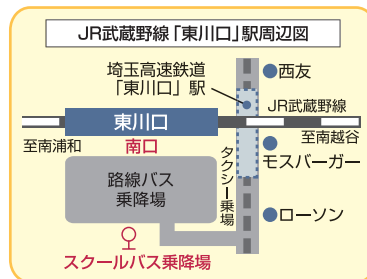 JR武蔵野線「東川口」駅周辺図
埼玉高速鉄道
「東川口」駅
西友
JR武蔵野線
東川口
至南浦和
南口
至南越谷
モスバーガー
タクシー乗場
路線バス
乗降場
ローソン
スクールバス乗降場